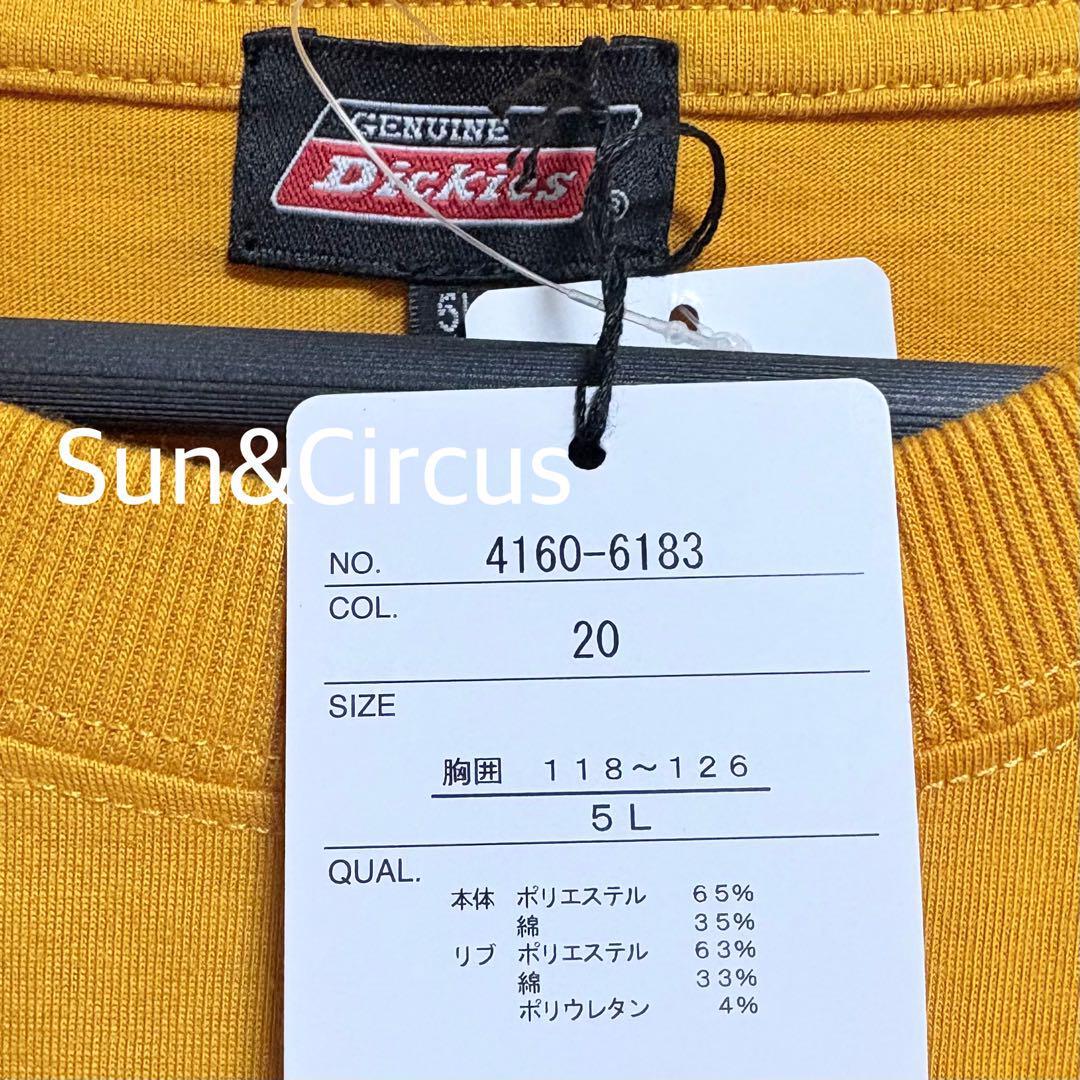 GENUINE
Dickies
®
5
Sun&Circus
NO. 4160-6183
COL.
20
SIZE
胸囲 118～126
5L
QUAL.
本体 ポリエステル 65%
綿 35%
リブ ポリエステル 63%
綿 33%
ポリウレタン 4%